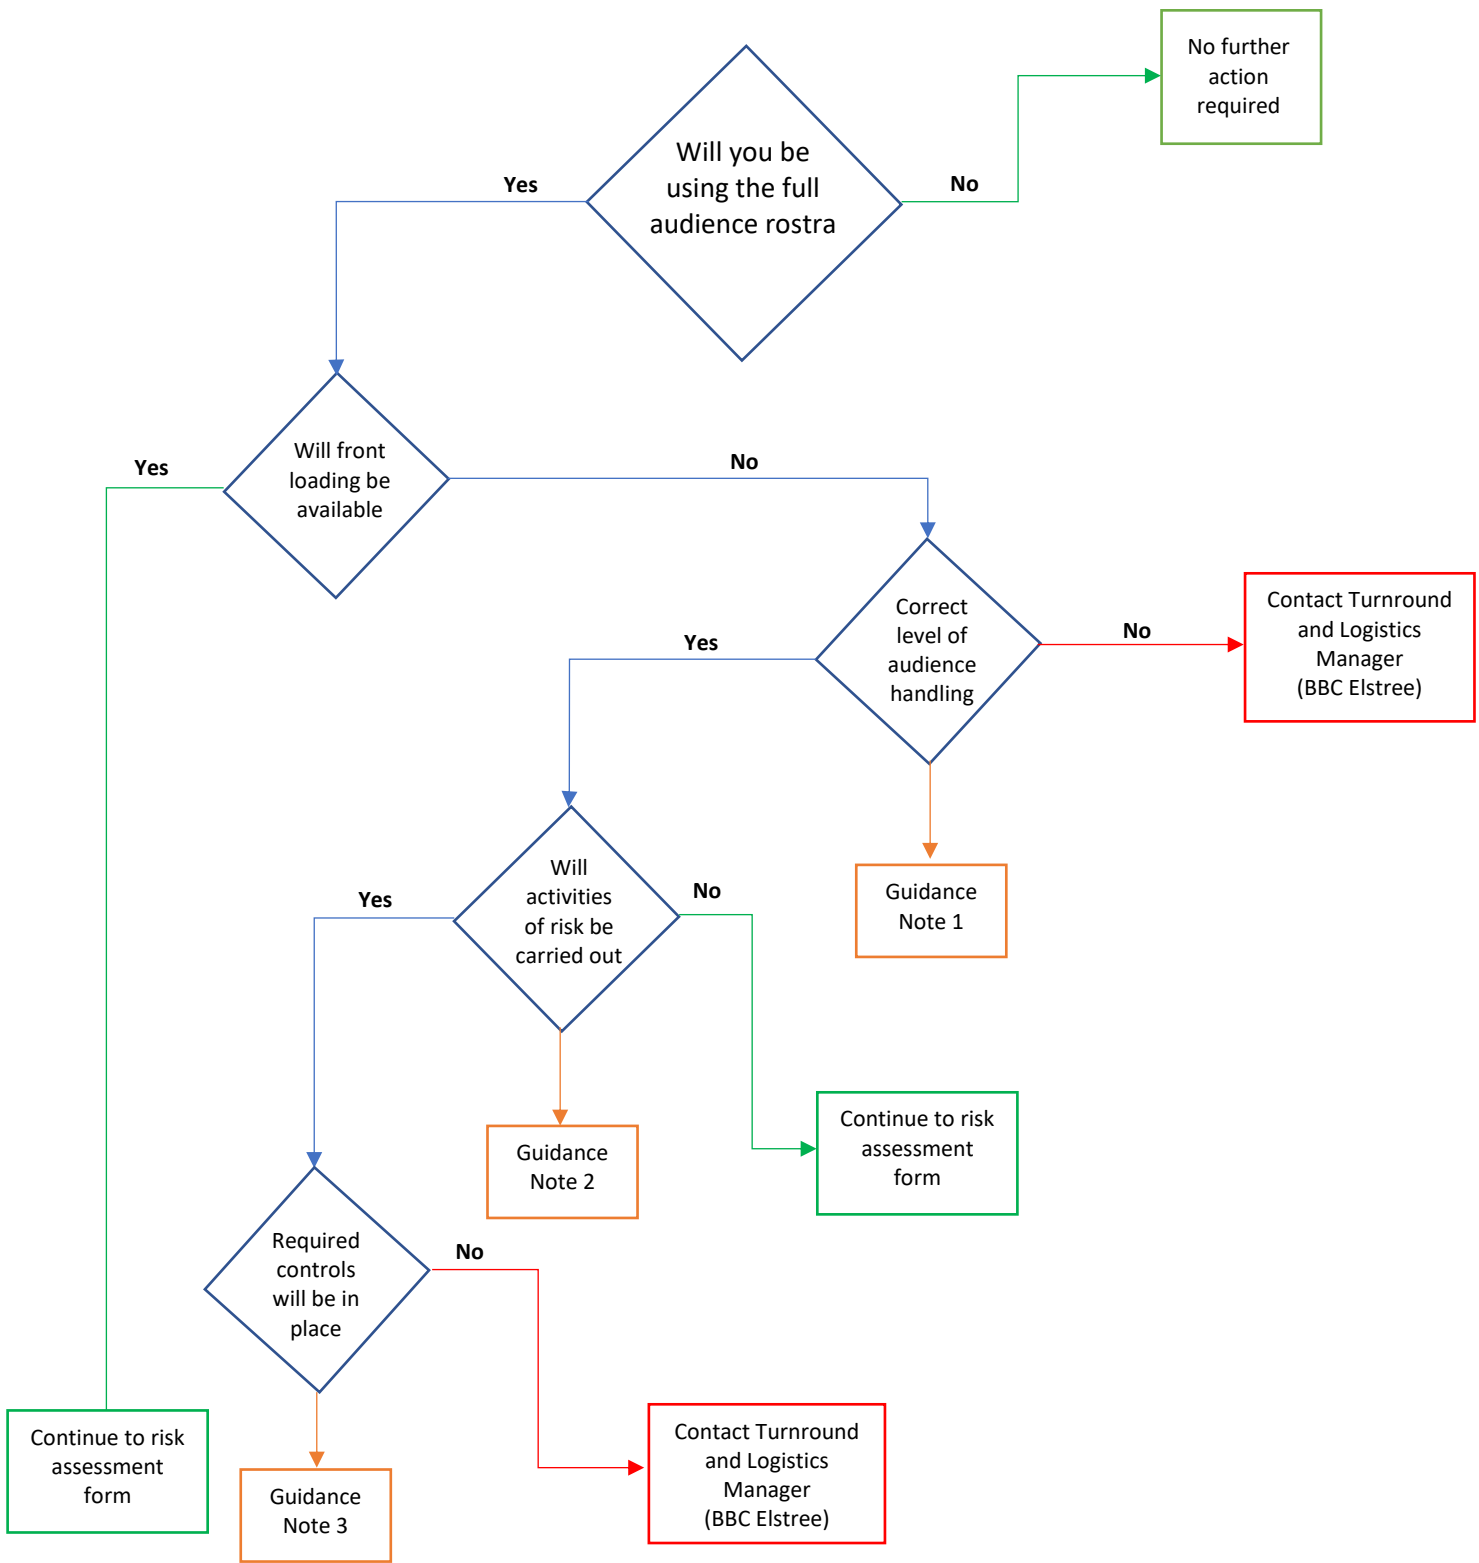 No further
action
required
Will you be
using the full
audience rostra
Yes
No
Will front
loading be
available
Yes
No
Correct
level of
audience
handling
Yes
No
Contact Turnround
and Logistics
Manager
(BBC Elstree)
Guidance
Note 1
Will
activities
of risk be
carried out
Yes
No
Guidance
Note 2
Continue to risk
assessment
form
Required
controls
will be in
place
No
Continue to risk
assessment
form
Guidance
Note 3
Contact Turnround
and Logistics
Manager
(BBC Elstree)